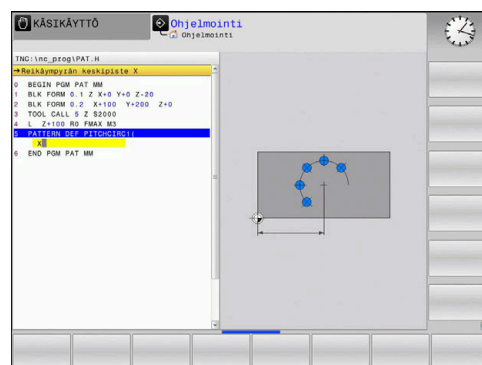 KÄSIKÄYTTÖ
Ohjelmointi
Ohjelmointi
TNC:\nc_prog\PAT.H
→Reikäympyrän keskipiste X
0 BEGIN PGM PAT MM
1 BLK FORM 0.1 Z X+0 Y+0 Z-20
2 BLK FORM 0.2 X+100 Y+200 Z+0
3 TOOL CALL 5 Z S2000
4 L Z+100 R0 FMAX M3
5 PATTERN DEF PITCHCIRC1(
X
6 END PGM PAT MM